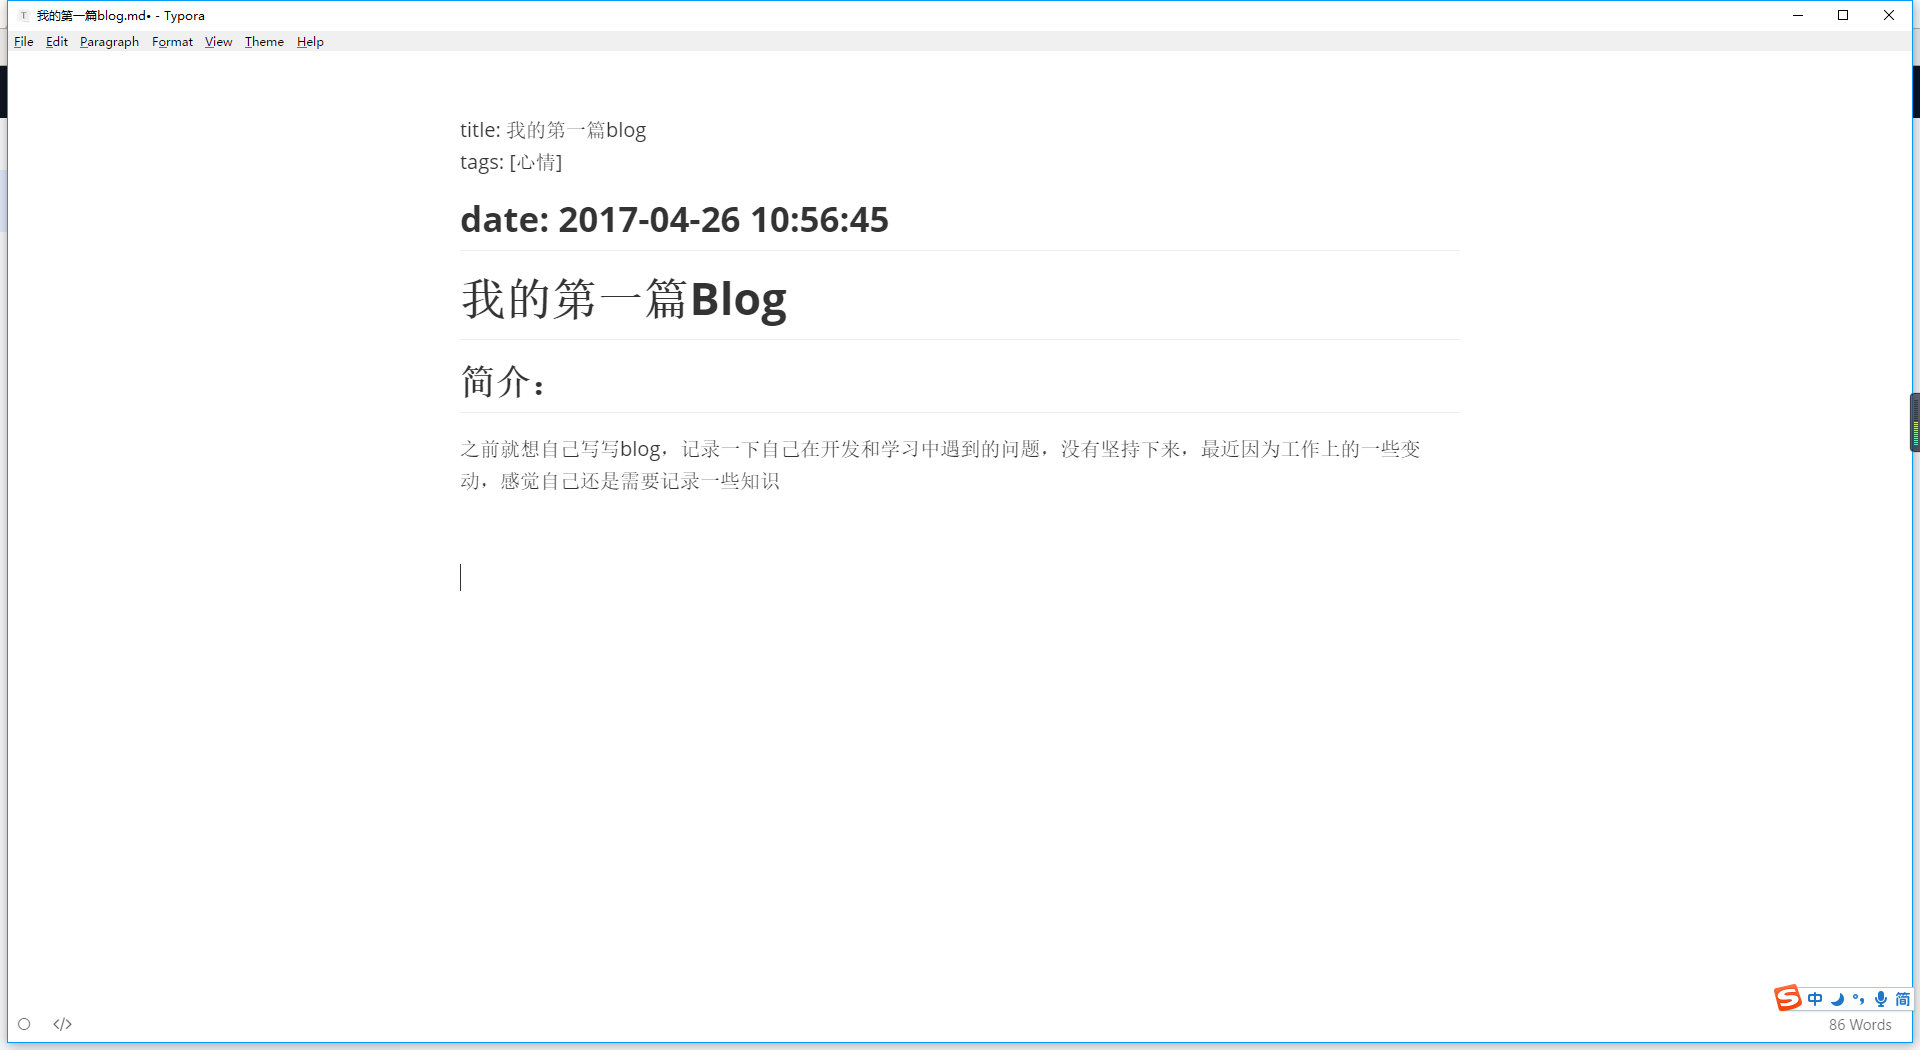 我的第一篇blog.md• - Typora
File Edit Paragraph Format View Theme Help
title: 我的第一篇blog
tags: [心情]
date: 2017-04-26 10:56:45
我的第一篇Blog
简介：
之前就想自己写写blog，记录一下自己在开发和学习中遇到的问题，没有坚持下来，最近因为工作上的一些变
动，感觉自己还是需要记录一些知识
S 中 简
</> 86 Words